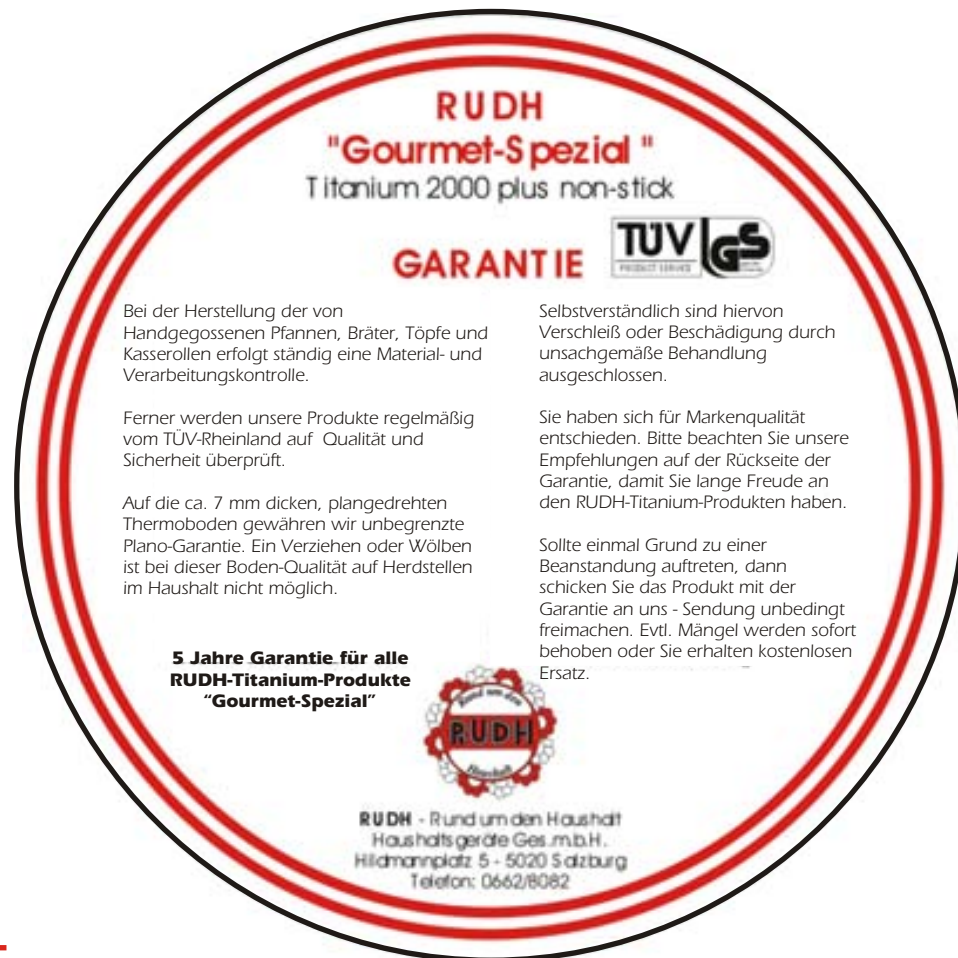 RUDH
"Gourmet-Spezial "
Titanium 2000 plus non-stick
GARANTIE
TÜV
PRODUCT SERVICE
GS
Bei der Herstellung der von
Handgegossenen Pfannen, Bräter, Töpfe und
Kasserollen erfolgt ständig eine Material- und
Verarbeitungskontrolle.
Ferner werden unsere Produkte regelmäßig
vom TÜV-Rheinland auf Qualität und
Sicherheit überprüft.
Auf die ca. 7 mm dicken, plangedrehten
Thermoboden gewähren wir unbegrenzte
Plano-Garantie. Ein Verziehen oder Wölben
ist bei dieser Boden-Qualität auf Herdstellen
im Haushalt nicht möglich.
5 Jahre Garantie für alle
RUDH-Titanium-Produkte
“Gourmet-Spezial”
Selbstverständlich sind hiervon
Verschleiß oder Beschädigung durch
unsachgemäße Behandlung
ausgeschlossen.
Sie haben sich für Markenqualität
entschieden. Bitte beachten Sie unsere
Empfehlungen auf der Rückseite der
Garantie, damit Sie lange Freude an
den RUDH-Titanium-Produkten haben.
Sollte einmal Grund zu einer
Beanstandung auftreten, dann
schicken Sie das Produkt mit der
Garantie an uns - Sendung unbedingt
freimachen. Evtl. Mängel werden sofort
behoben oder Sie erhalten kostenlosen
Ersatz.
Rund um den
RUDH
Haushalt
RUDH - Rund um den Haushalt
Haushaltsgeräte Ges.m.b.H.
Hildmannplatz 5 - 5020 Salzburg
Telefon: 0662/8082